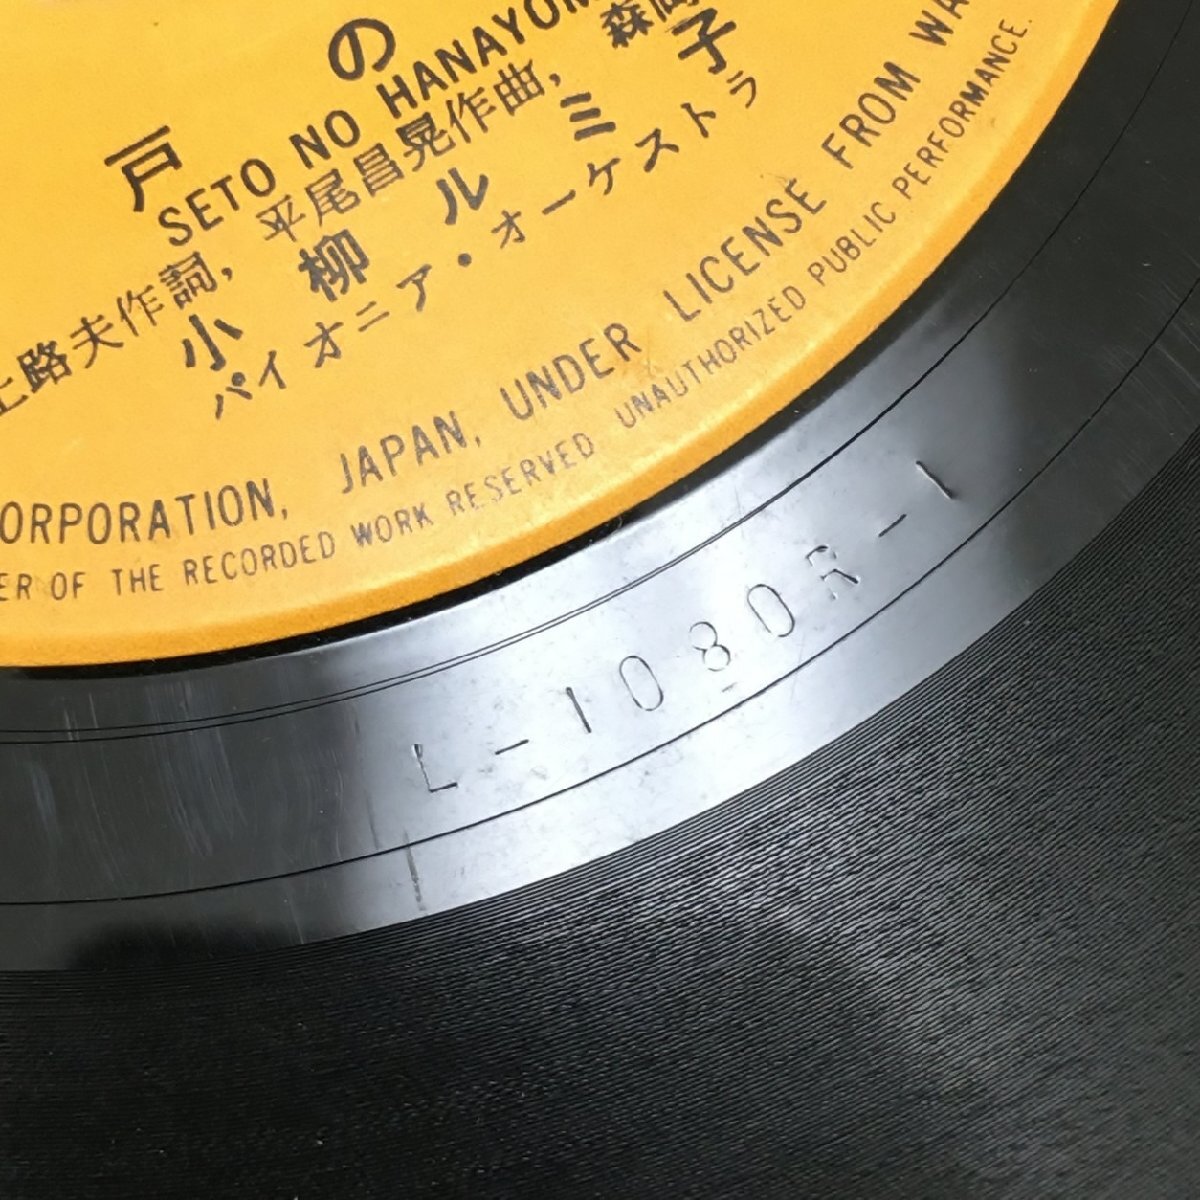 戸の
SETO NO HANAYOM
路夫作詞, 平尾昌晃作曲, 森岡
小柳ルミ子
パイオニア・オーケストラ
ORPORATION, JAPAN, UNDER LICENSE FROM WA
ER OF THE RECORDED WORK RESERVED UNAUTHORIZED PUBLIC PERFORMANCE.
L-1080R-1